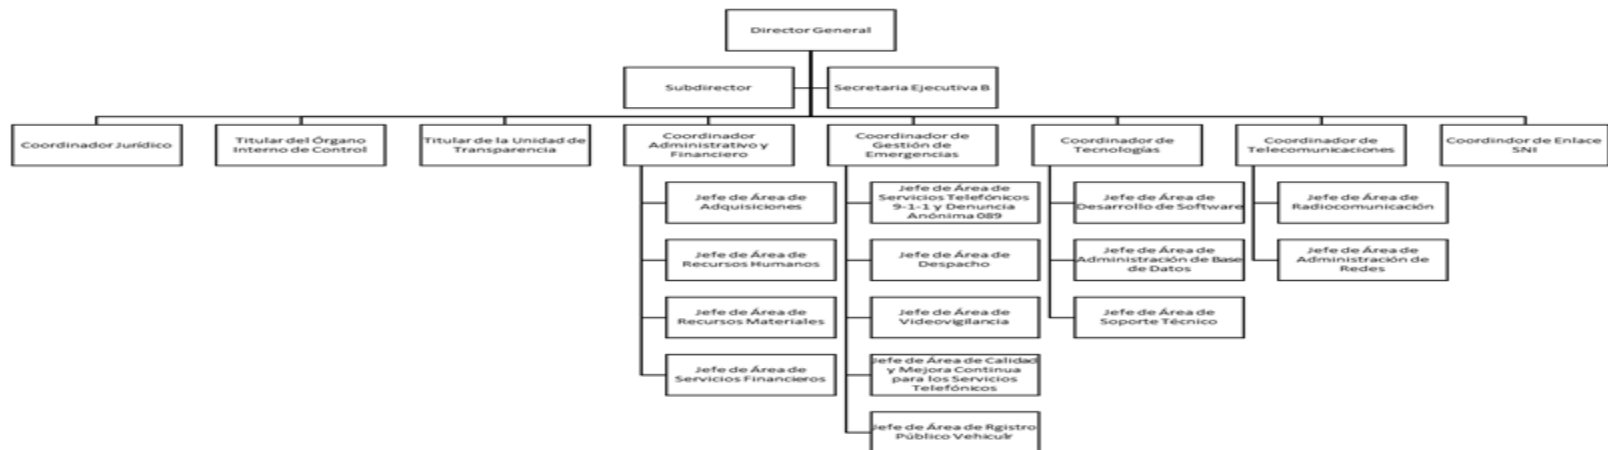 Director General
Subdirector
Secretaria Ejecutiva B
Coordinador Jurídico
Titular del Órgano
Interno de Control
Titular de la Unidad de
Transparencia
Coordinador
Administrativo y
Financiero
Coordinador de
Gestión de
Emergencias
Coordinador de
Tecnologías
Coordinador de
Telecomunicaciones
Coordindor de Enlace
SNI
Jefe de Área de
Adquisiciones
Jefe de Área de
Recursos Humanos
Jefe de Área de
Recursos Materiales
Jefe de Área de
Servicios Financieros
Jefe de Área de
Servicios Telefónicos
9-1-1 y Denuncia
Anónima 089
Jefe de Área de
Despacho
Jefe de Área de
Videovigilancia
Jefe de Área de Calidad
y Mejora Continua
para los Servicios
Telefónicos
Jefe de Área de Rgistro
Público Vehiculr
Jefe de Área de
Desarrollo de Software
Jefe de Área de
Administración de Base
de Datos
Jefe de Área de
Soporte Técnico
Jefe de Área de
Radiocomunicación
Jefe de Área de
Administración de
Redes